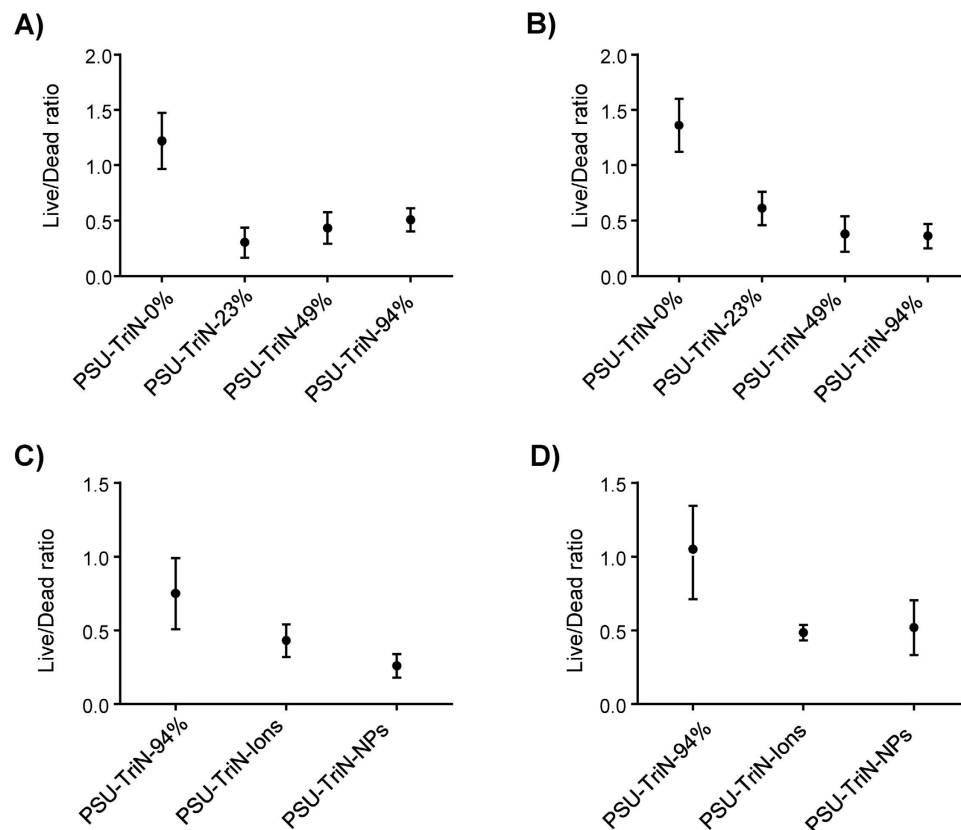 A)
Live/Dead ratio
2.0
1.5
1.0
0.5
0.0
PSU-TriN-0%
PSU-TriN-23%
PSU-TriN-49%
PSU-TriN-94%
B)
Live/Dead ratio
2.0
1.5
1.0
0.5
0.0
PSU-TriN-0%
PSU-TriN-23%
PSU-TriN-49%
PSU-TriN-94%
C)
Live/Dead ratio
1.5
1.0
0.5
0.0
PSU-TriN-94%
PSU-TriN-Ions
PSU-TriN-NPs
D)
Live/Dead ratio
1.5
1.0
0.5
0.0
PSU-TriN-94%
PSU-TriN-Ions
PSU-TriN-NPs